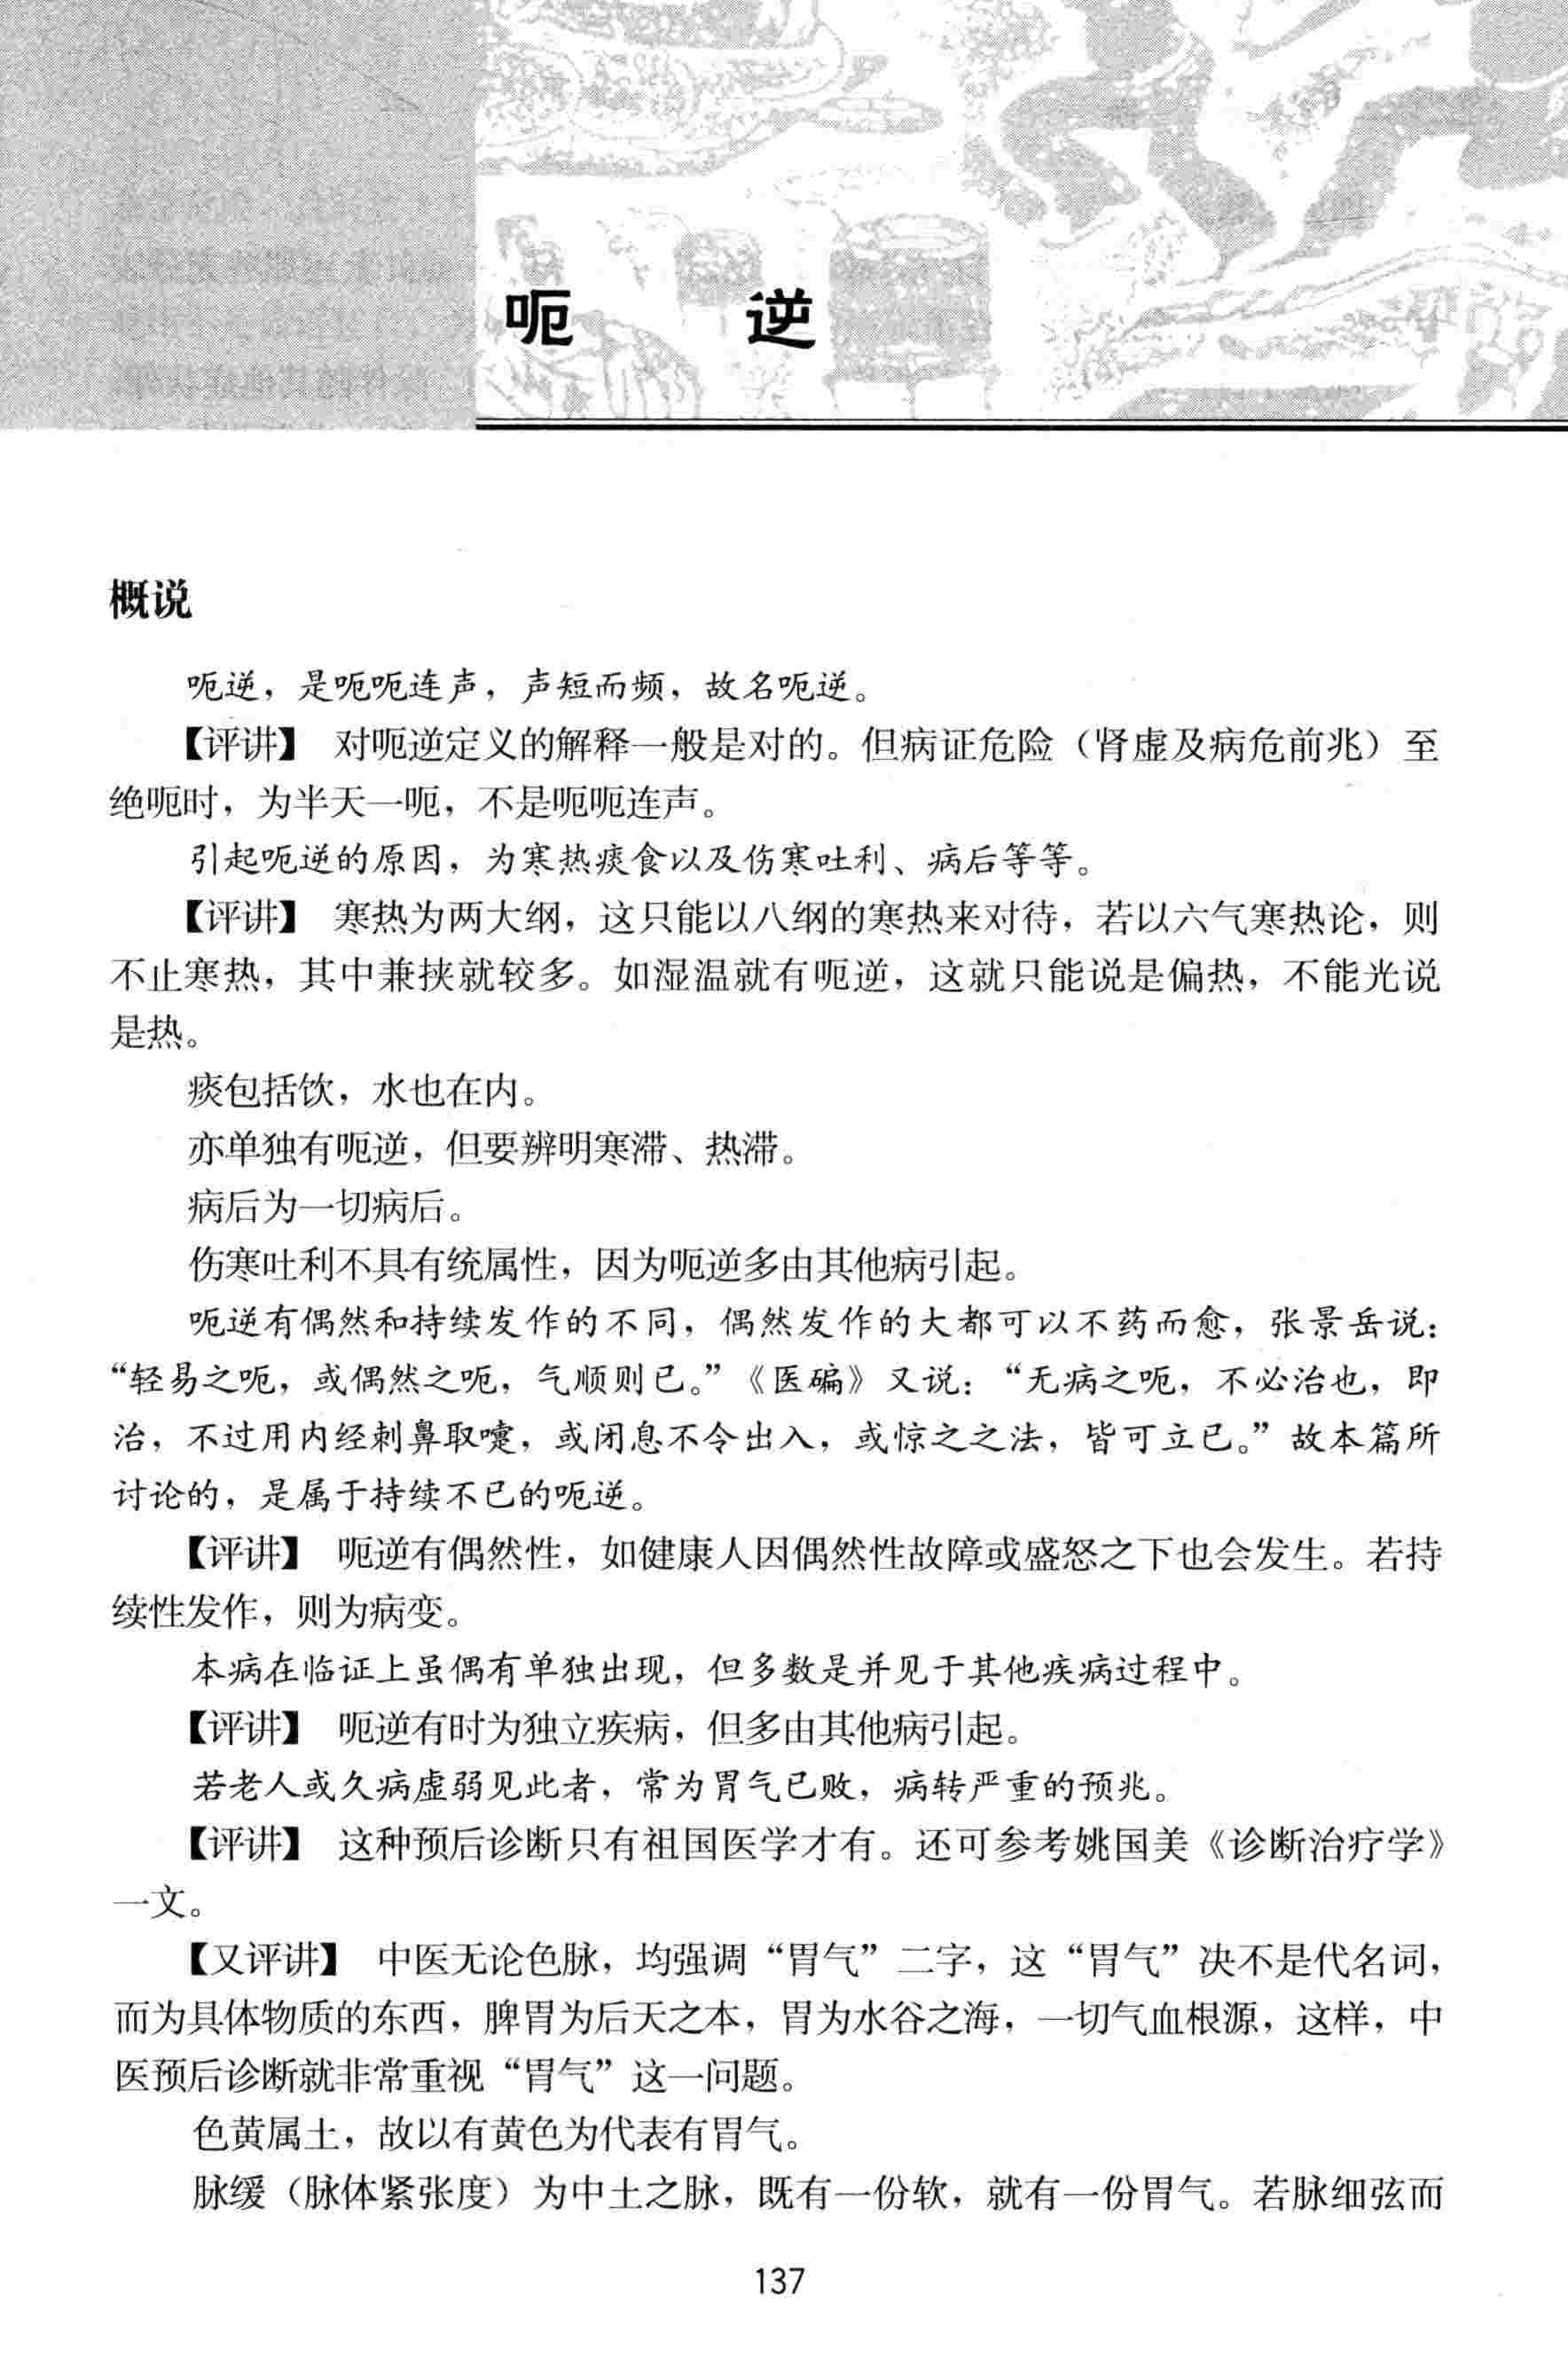 呃 逆
概说
呃逆，是呃呃连声，声短而频，故名呃逆。
【评讲】 对呃逆定义的解释一般是对的。但病证危险（肾虚及病危前兆）至
绝呃时，为半天一呃，不是呃呃连声。
引起呃逆的原因，为寒热痰食以及伤寒吐利、病后等等。
【评讲】 寒热为两大纲，这只能以八纲的寒热来对待，若以六气寒热论，则
不止寒热，其中兼挟就较多。如湿温就有呃逆，这就只能说是偏热，不能光说
是热。
痰包括饮，水也在内。
亦单独有呃逆，但要辨明寒滞、热滞。
病后为一切病后。
伤寒吐利不具有统属性，因为呃逆多由其他病引起。
呃逆有偶然和持续发作的不同，偶然发作的大都可以不药而愈，张景岳说：
“轻易之呃，或偶然之呃，气顺则已。”《医碥》又说：“无病之呃，不必治也，即
治，不过用内经刺鼻取嚏，或闭息不令出入，或惊之之法，皆可立已。”故本篇所
讨论的，是属于持续不已的呃逆。
【评讲】 呃逆有偶然性，如健康人因偶然性故障或盛怒之下也会发生。若持
续性发作，则为病变。
本病在临证上虽偶有单独出现，但多数是并见于其他疾病过程中。
【评讲】 呃逆有时为独立疾病，但多由其他病引起。
若老人或久病虚弱见此者，常为胃气已败，病转严重的预兆。
【评讲】 这种预后诊断只有祖国医学才有。还可参考姚国美《诊断治疗学》
一文。
【又评讲】 中医无论色脉，均强调“胃气”二字，这“胃气”决不是代名词，
而为具体物质的东西，脾胃为后天之本，胃为水谷之海，一切气血根源，这样，中
医预后诊断就非常重视“胃气”这一问题。
色黄属土，故以有黄色为代表有胃气。
脉缓（脉体紧张度）为中土之脉，既有一份软，就有一份胃气。若脉细弦而
137